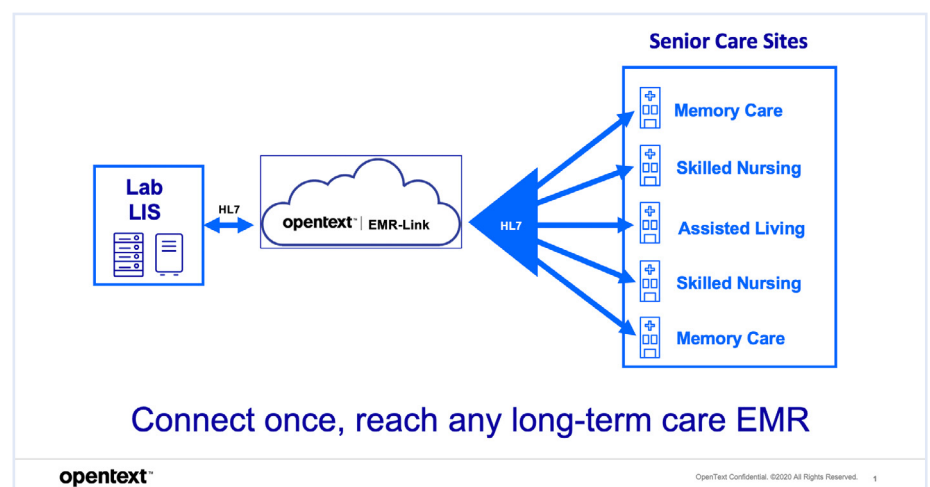 Senior Care Sites
Memory Care
Skilled Nursing
Lab
LIS
HL7
opentext™ | EMR-Link
HL7
Assisted Living
Skilled Nursing
Memory Care
Connect once, reach any long-term care EMR
opentext™
OpenText Confidential. ©2020 All Rights Reserved. 1